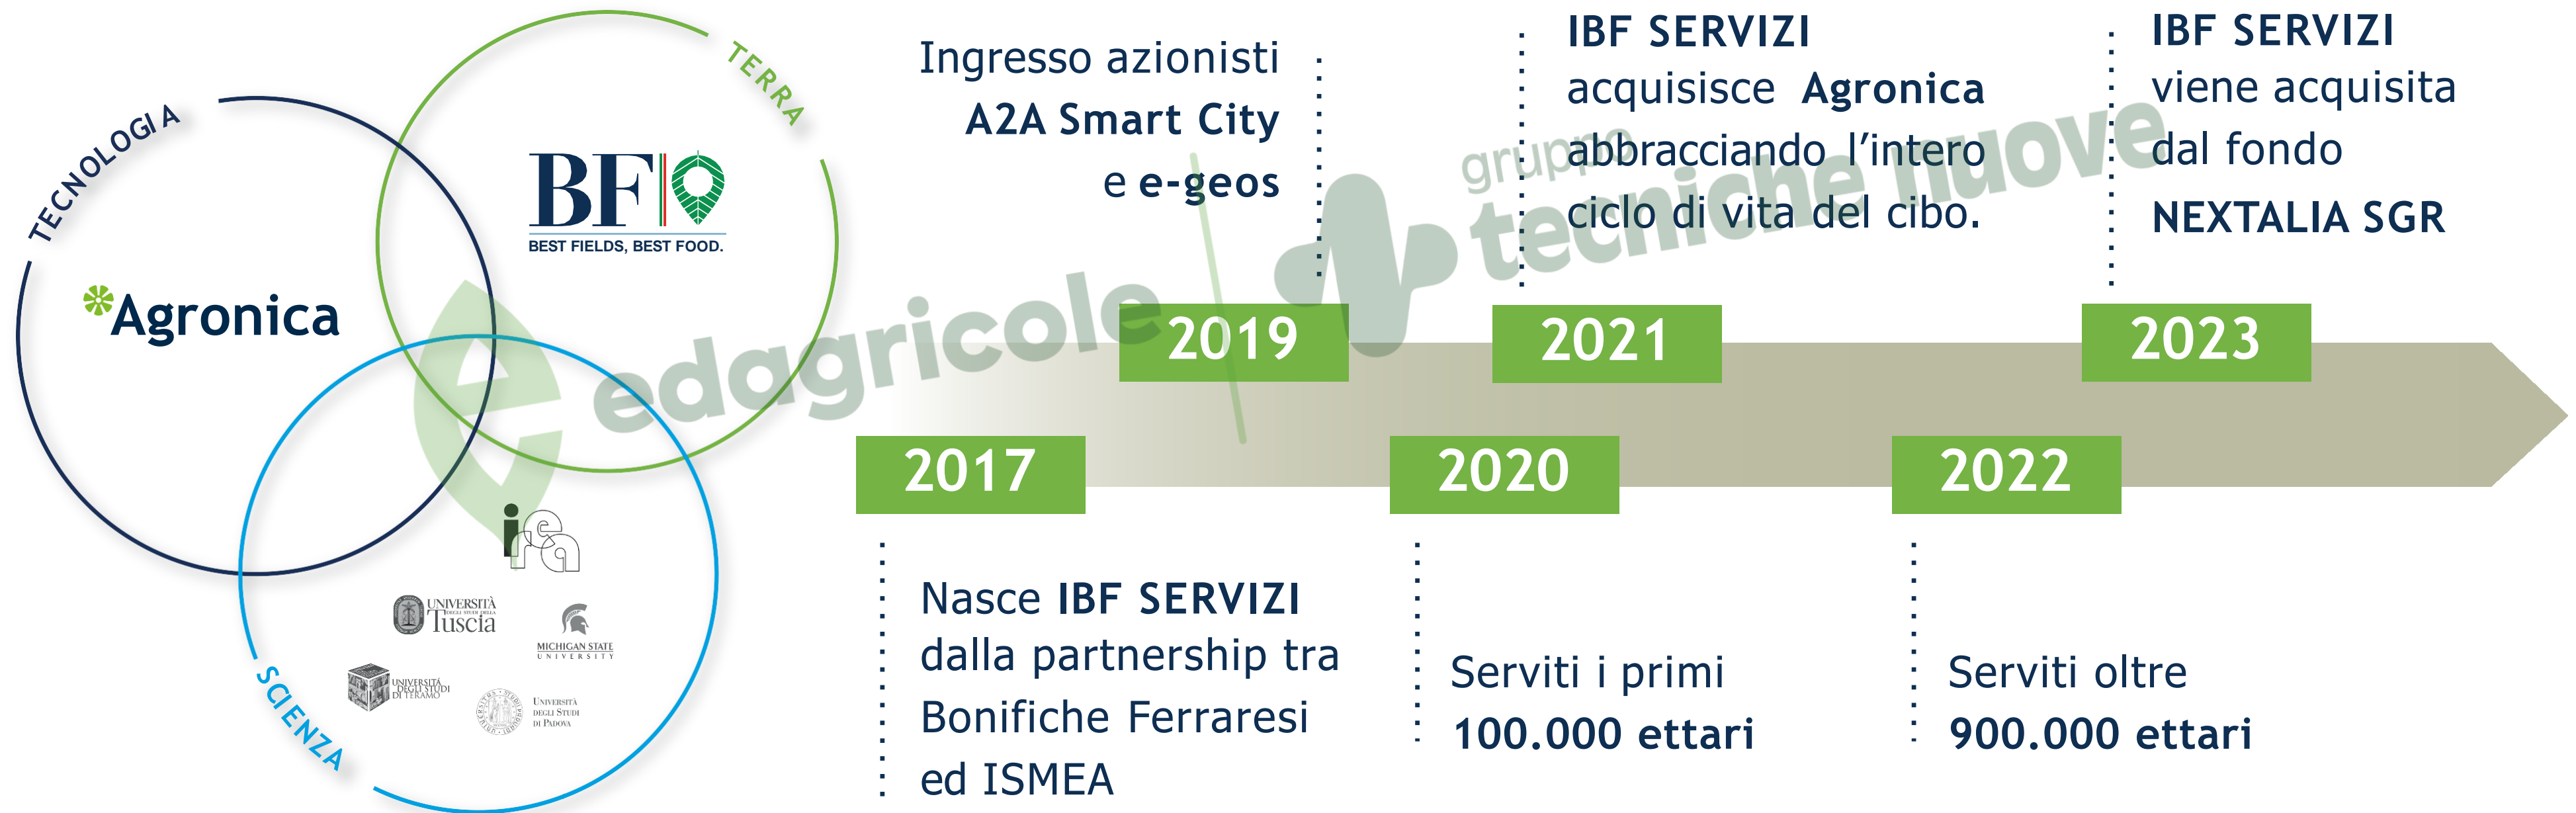 TECNOLOGIA
TERRA
SCIENZA
BF
BEST FIELDS, BEST FOOD.
Agronica
irea
UNIVERSITÀ
DEGLI STUDI DELLA
Tuscia
MICHIGAN STATE
UNIVERSITY
UNIVERSITÀ
DEGLI STUDI
DI TERAMO
UNIVERSITÀ
DEGLI STUDI
DI PADOVA
edagricole
gruppo
tecniche nuove
2017
Nasce IBF SERVIZI
dalla partnership tra
Bonifiche Ferraresi
ed ISMEA
Ingresso azionisti
A2A Smart City
e e-geos
2019
2020
Serviti i primi
100.000 ettari
IBF SERVIZI
acquisisce Agronica
abbracciando l'intero
ciclo di vita del cibo.
2021
2022
Serviti oltre
900.000 ettari
IBF SERVIZI
viene acquisita
dal fondo
NEXTALIA SGR
2023